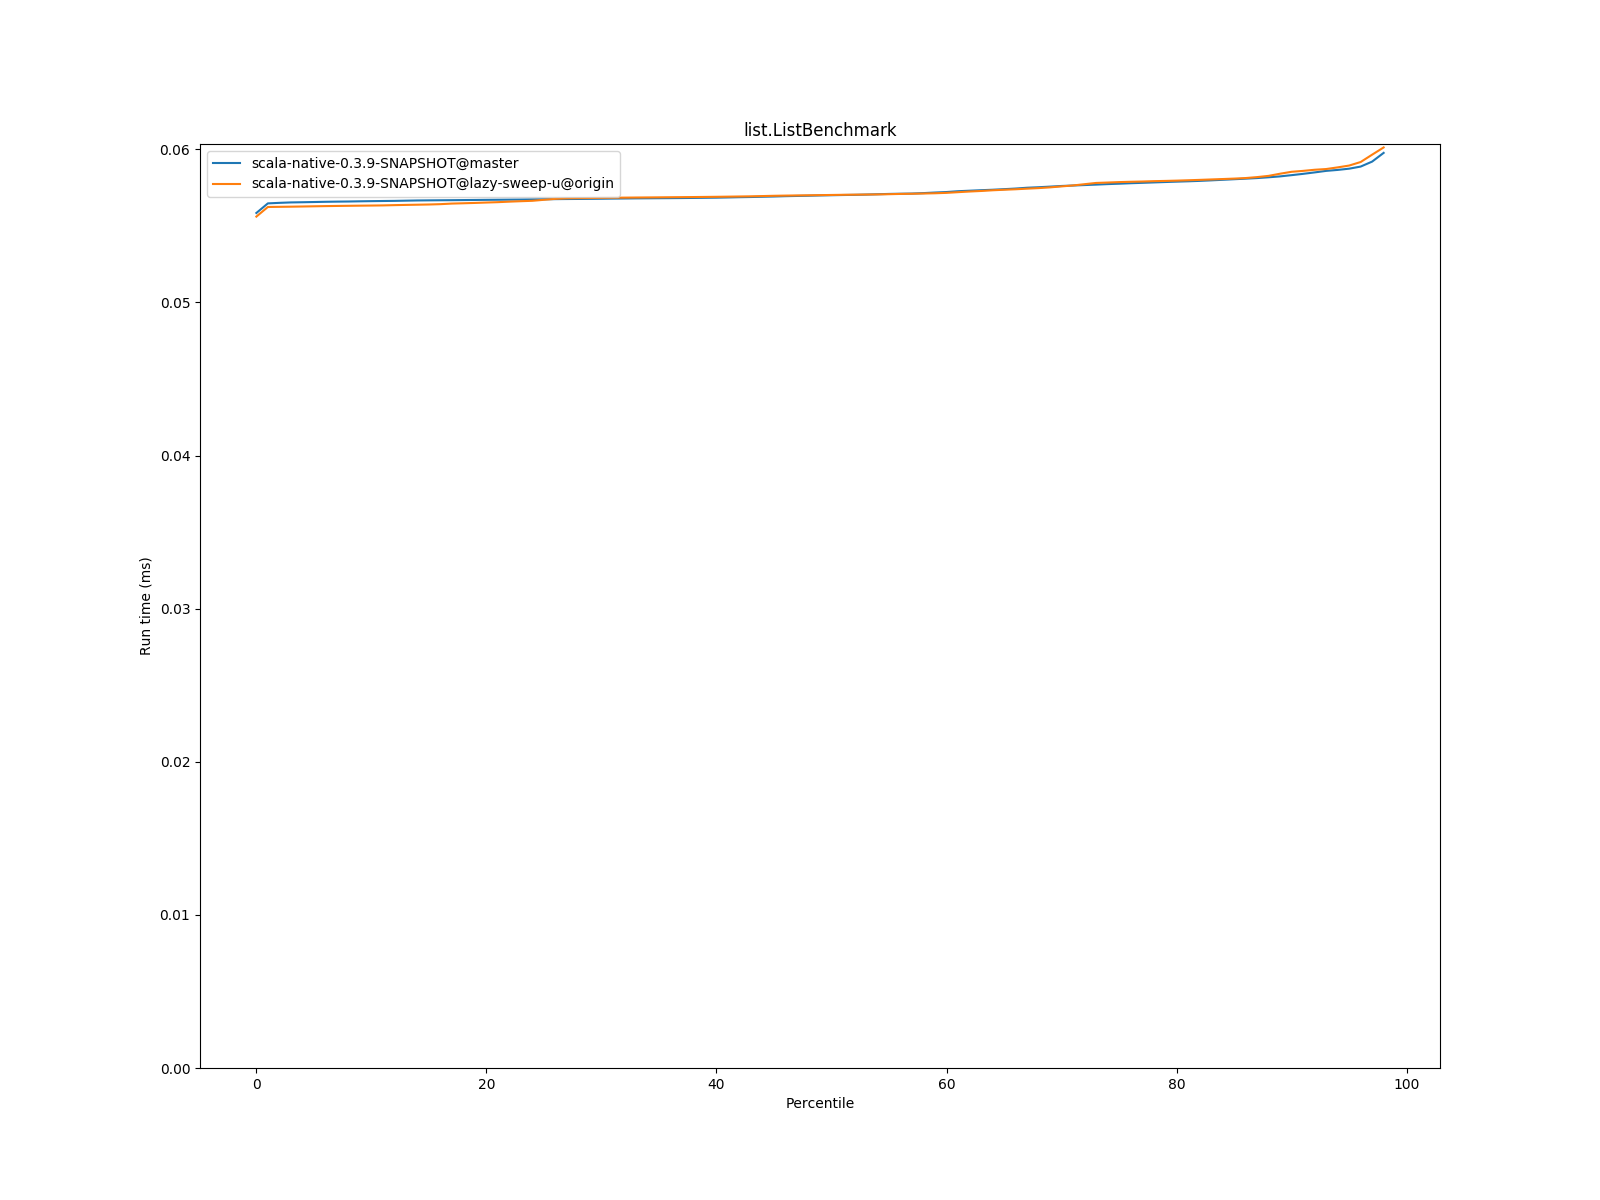 list.ListBenchmark
scala-native-0.3.9-SNAPSHOT@master
scala-native-0.3.9-SNAPSHOT@lazy-sweep-u@origin
0.06
0.05
0.04
0.03
0.02
0.01
0.00
Run time (ms)
0 20 40 60 80 100
Percentile